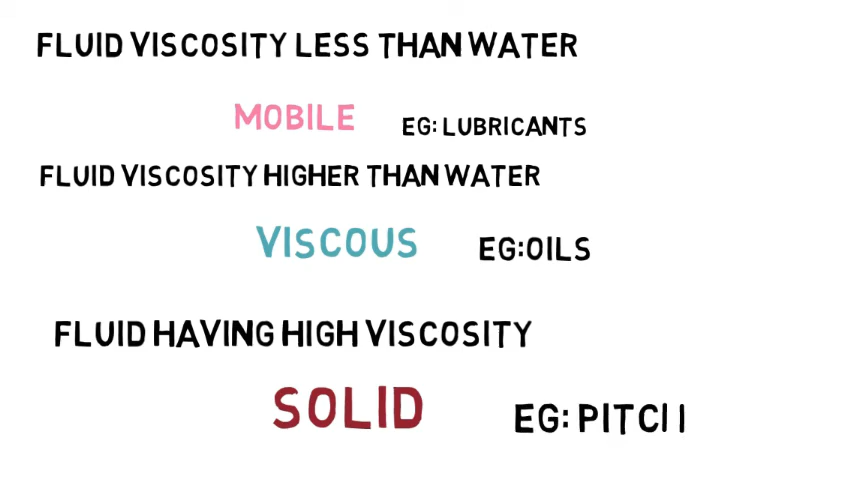 FLUID VISCOSITY LESS THAN WATER
MOBILE EG: LUBRICANTS
FLUID VISCOSITY HIGHER THAN WATER
VISCOUS EG:OILS
FLUID HAVING HIGH VISCOSITY
SOLID EG: PITCH